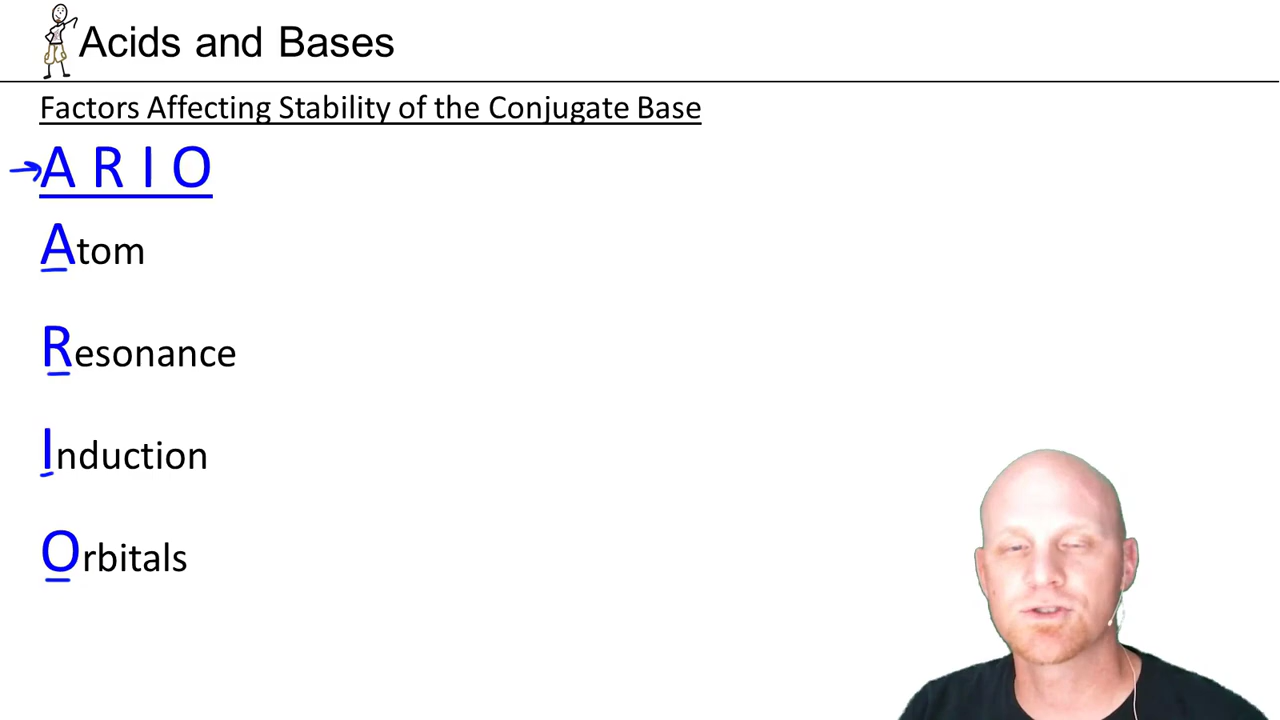 Acids and Bases
Factors Affecting Stability of the Conjugate Base
A R I O
Atom
Resonance
Induction
Orbitals